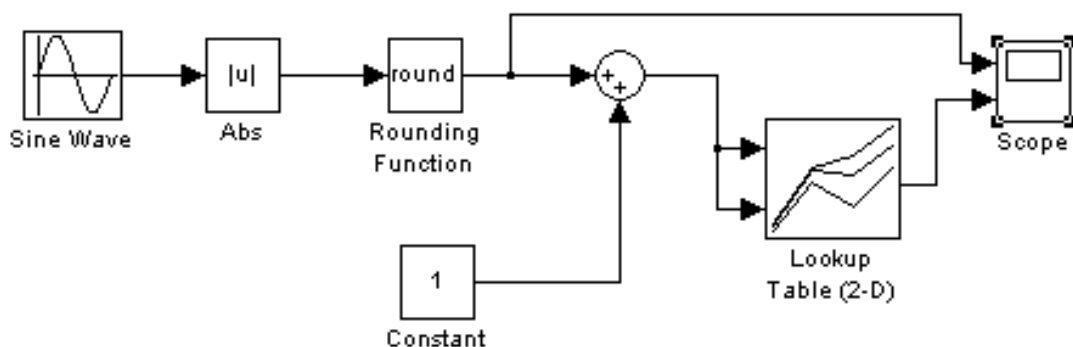 Sine Wave
|u|
Abs
round
Rounding
Function
+
+
1
Constant
Lookup
Table (2-D)
Scope